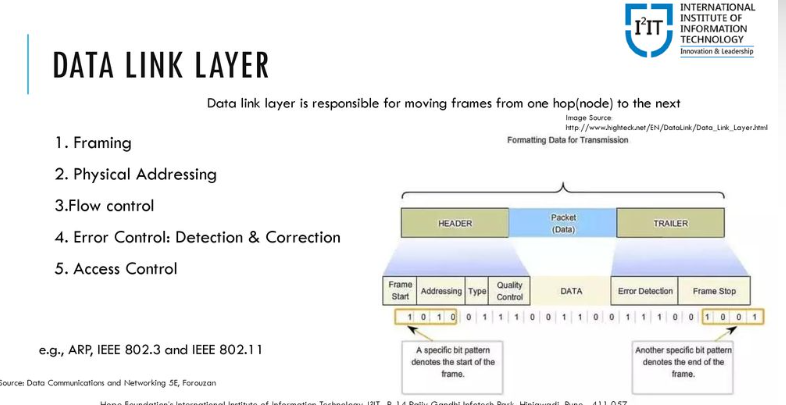 INTERNATIONAL
INSTITUTE OF
INFORMATION
TECHNOLOGY
Innovation & Leadership
I²IT
DATA LINK LAYER
Data link layer is responsible for moving frames from one hop(node) to the next
Image Source
http://www.highteck.net/EN/DataLink/Data_Link_Layer.html
Formatting Data for Transmission
1. Framing
2. Physical Addressing
3.Flow control
4. Error Control: Detection & Correction
5. Access Control
HEADER
Packet
(Data)
TRAILER
Frame
Start
Addressing
Type
Quality
Control
DATA
Error Detection
Frame Stop
1 0 1 0 0 1 1 1 0 0 1 1 0 0 1 1 1 0 0 1 0 0 1
A specific bit pattern
denotes the start of the
frame.
Another specific bit pattern
denotes the end of the
frame.
e.g., ARP, IEEE 802.3 and IEEE 802.11
Source: Data Communications and Networking 5E, Forouzan
Hope Foundation's International Institute of Information Technology, I²IT, P-14 Rajiv Gandhi Infotech Park, Hinjawadi, Pune - 411 057